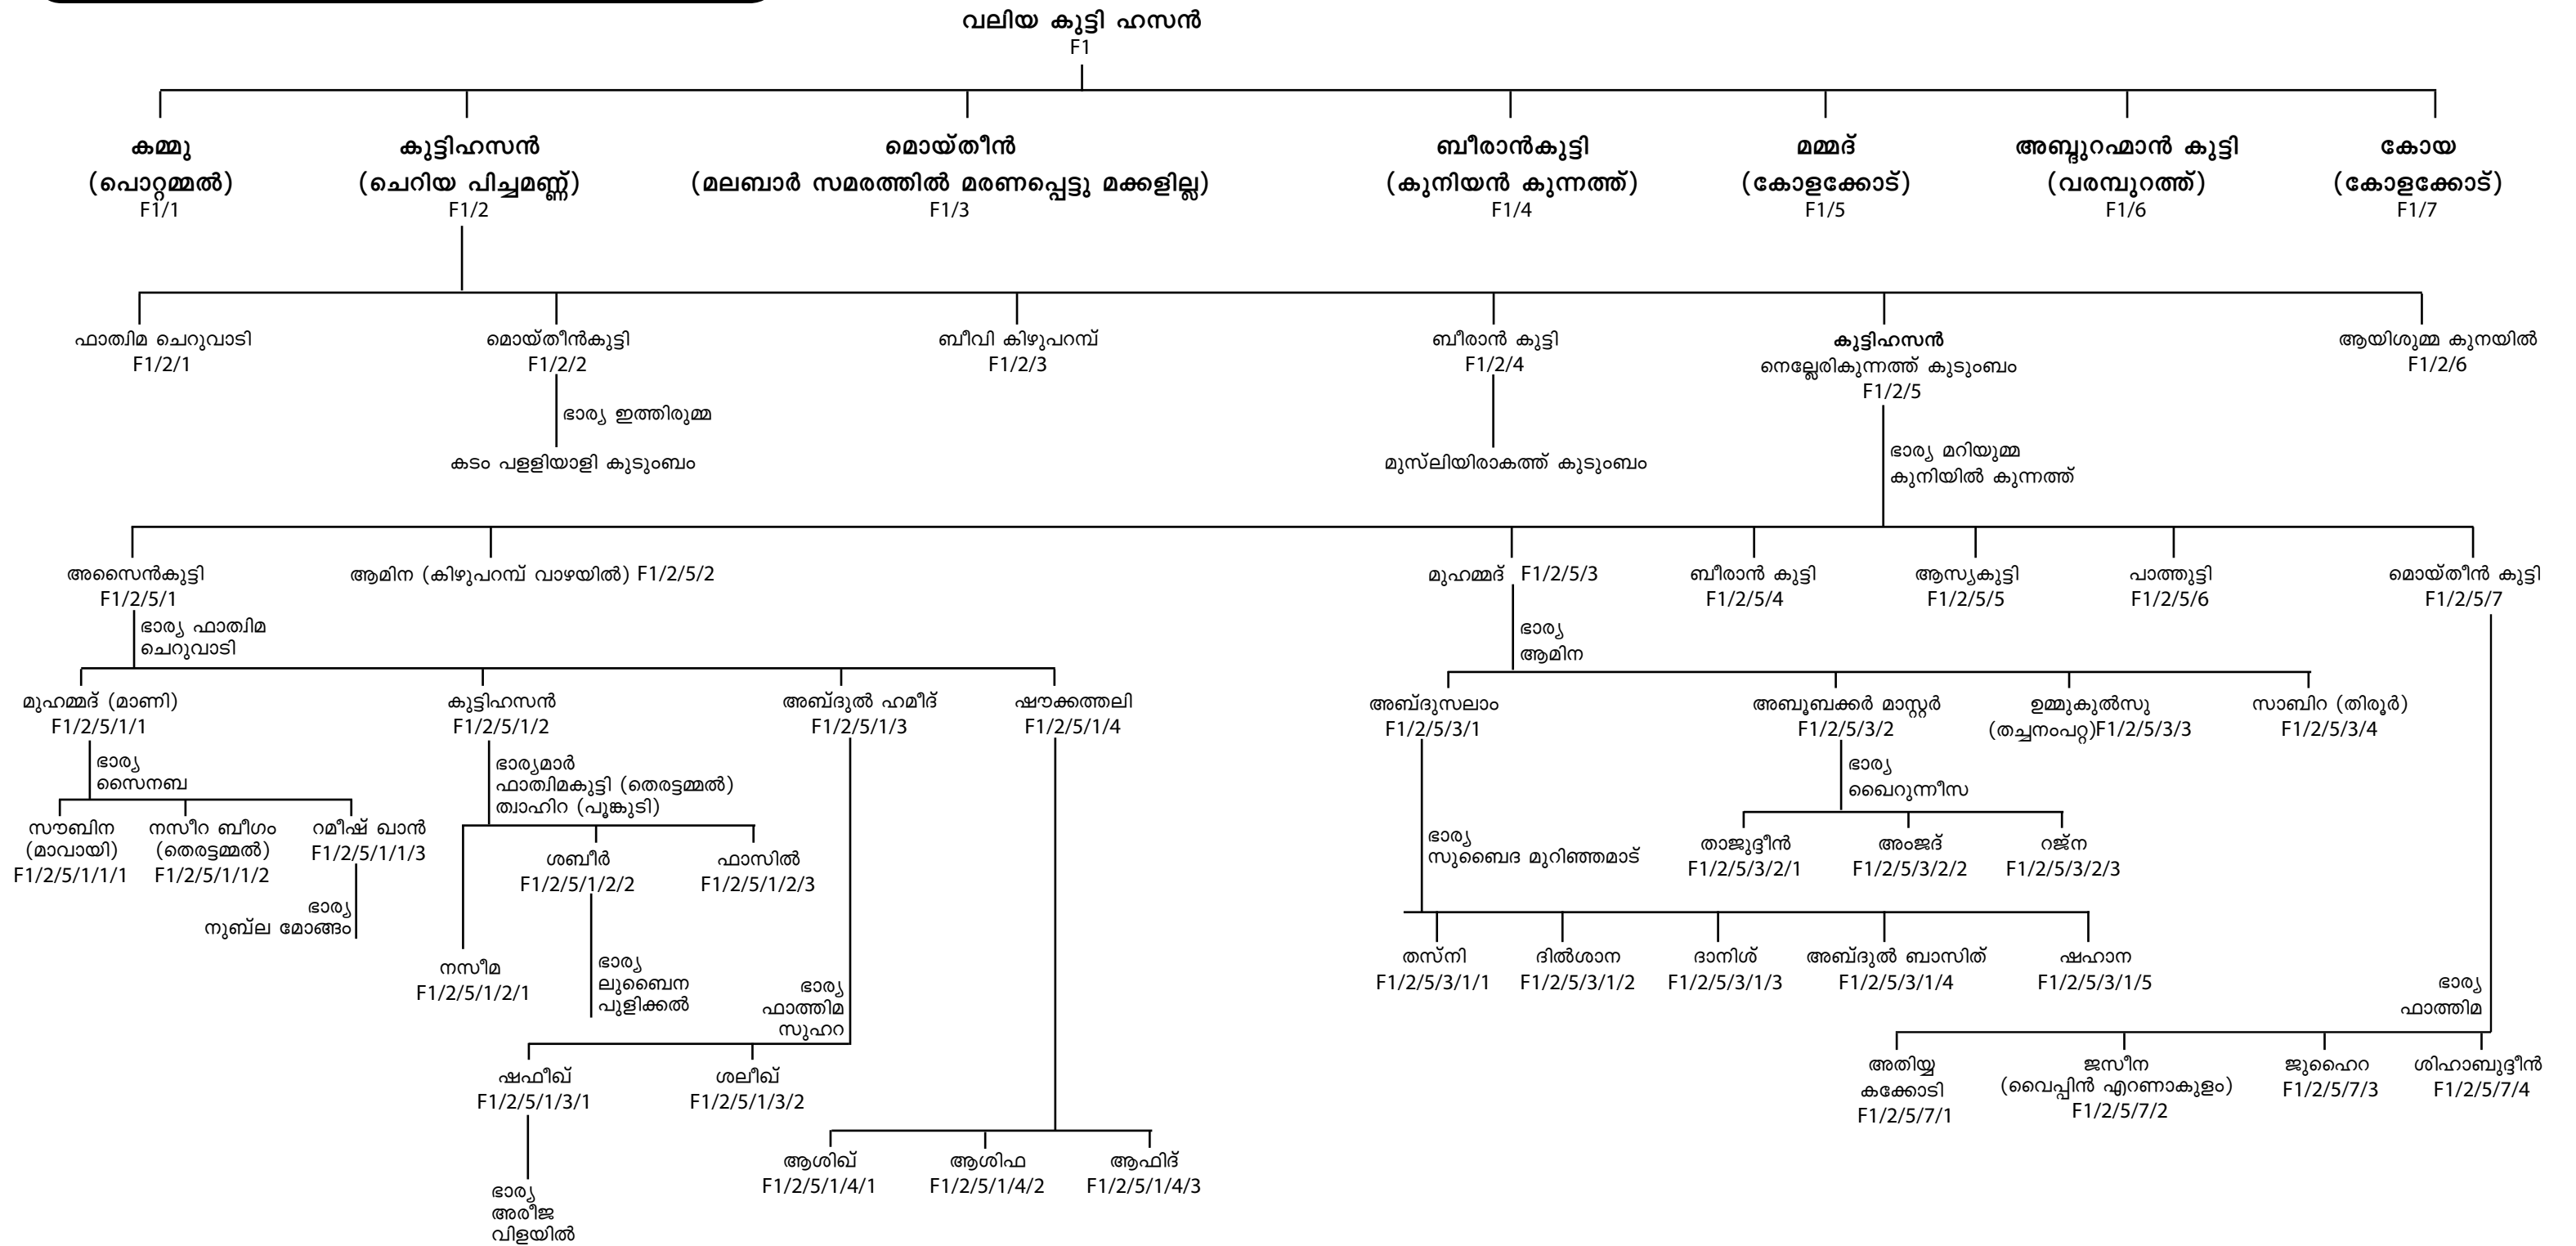 വലിയ കുട്ടി ഹസൻ
F1
കമ്മു
(പൊറ്റമ്മൽ)
F1/1
കുട്ടിഹസൻ
(ചെറിയ പിച്ചമണ്ണ്)
F1/2
മൊയ്തീൻ
(മലബാർ സമരത്തിൽ മരണപ്പെട്ടു മക്കളില്ല)
F1/3
ബീരാൻകുട്ടി
(കുനിയൻ കുന്നത്ത്)
F1/4
മമ്മദ്
(കോളക്കോട്)
F1/5
അബ്ദുറഹ്മാൻ കുട്ടി
(വരമ്പുറത്ത്)
F1/6
കോയ
(കോളക്കോട്)
F1/7
ഫാത്വിമ ചെറുവാടി
F1/2/1
മൊയ്തീൻകുട്ടി
F1/2/2
ഭാര്യ ഇത്തിരുമ്മ
കടം പളളിയാളി കുടുംബം
ബീവി കിഴുപറമ്പ്
F1/2/3
ബീരാൻ കുട്ടി
F1/2/4
മുസ്‌ലിയിരാകത്ത് കുടുംബം
കുട്ടിഹസൻ
നെല്ലേരികുന്നത്ത് കുടുംബം
F1/2/5
ഭാര്യ മറിയുമ്മ
കുനിയിൽ കുന്നത്ത്
ആയിശുമ്മ കുനയിൽ
F1/2/6
അസൈൻകുട്ടി
F1/2/5/1
ഭാര്യ ഫാത്വിമ
ചെറുവാടി
ആമിന (കിഴുപറമ്പ് വാഴയിൽ) F1/2/5/2
മുഹമ്മദ് F1/2/5/3
ഭാര്യ
ആമിന
ബീരാൻ കുട്ടി
F1/2/5/4
ആസ്യകുട്ടി
F1/2/5/5
പാത്തുട്ടി
F1/2/5/6
മൊയ്തീൻ കുട്ടി
F1/2/5/7
മുഹമ്മദ് (മാണി)
F1/2/5/1/1
ഭാര്യ
സൈനബ
കുട്ടിഹസൻ
F1/2/5/1/2
ഭാര്യമാർ
ഫാത്വിമകുട്ടി (തെരട്ടമ്മൽ)
ത്വാഹിറ (പൂങ്കുടി)
അബ്ദുൽ ഹമീദ്
F1/2/5/1/3
ഷൗക്കത്തലി
F1/2/5/1/4
അബ്ദുസലാം
F1/2/5/3/1
അബൂബക്കർ മാസ്റ്റർ
F1/2/5/3/2
ഭാര്യ
ഖൈറുന്നീസ
ഉമ്മുകുൽസു
(തച്ചനംപറ്റ)F1/2/5/3/3
സാബിറ (തിരൂർ)
F1/2/5/3/4
സൗബിന
(മാവായി)
F1/2/5/1/1/1
നസീറ ബീഗം
(തെരട്ടമ്മൽ)
F1/2/5/1/1/2
റമീഷ് ഖാൻ
F1/2/5/1/1/3
ഭാര്യ
നുബ്‌ല മോങ്ങം
ശബീർ
F1/2/5/1/2/2
ഫാസിൽ
F1/2/5/1/2/3
ഭാര്യ
സുബൈദ മുറിഞ്ഞമാട്
താജുദ്ദീൻ
F1/2/5/3/2/1
അംജദ്
F1/2/5/3/2/2
റജ്‌ന
F1/2/5/3/2/3
നസീമ
F1/2/5/1/2/1
ഭാര്യ
ലുബൈന
പുളിക്കൽ
ഭാര്യ
ഫാത്തിമ
സുഹറ
തസ്‌നി
F1/2/5/3/1/1
ദിൽശാന
F1/2/5/3/1/2
ദാനിശ്
F1/2/5/3/1/3
അബ്ദുൽ ബാസിത്
F1/2/5/3/1/4
ഷഹാന
F1/2/5/3/1/5
ഭാര്യ
ഫാത്തിമ
ഷഫീഖ്
F1/2/5/1/3/1
ശലീഖ്
F1/2/5/1/3/2
അതിയ്യ
കക്കോടി
F1/2/5/7/1
ജസീന
(വൈപ്പിൻ എറണാകുളം)
F1/2/5/7/2
ജുഹൈറ
F1/2/5/7/3
ശിഹാബുദ്ദീൻ
F1/2/5/7/4
ആശിഖ്
F1/2/5/1/4/1
ആശിഫ
F1/2/5/1/4/2
ആഫിദ്
F1/2/5/1/4/3
ഭാര്യ
അരീജ
വിളയിൽ